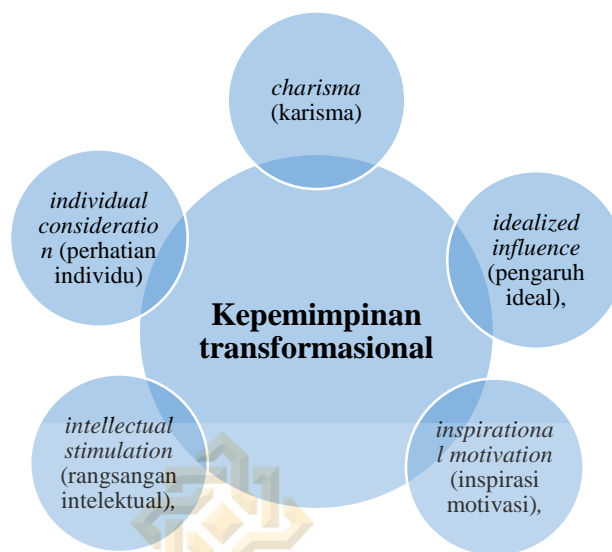 charisma
(karisma)
individual
consideratio
n (perhatian
individu)
idealized
influence
(pengaruh
ideal),
Kepemimpinan
transformasional
intellectual
stimulation
(rangsangan
intelektual),
inspirationa
l motivation
(inspirasi
motivasi),